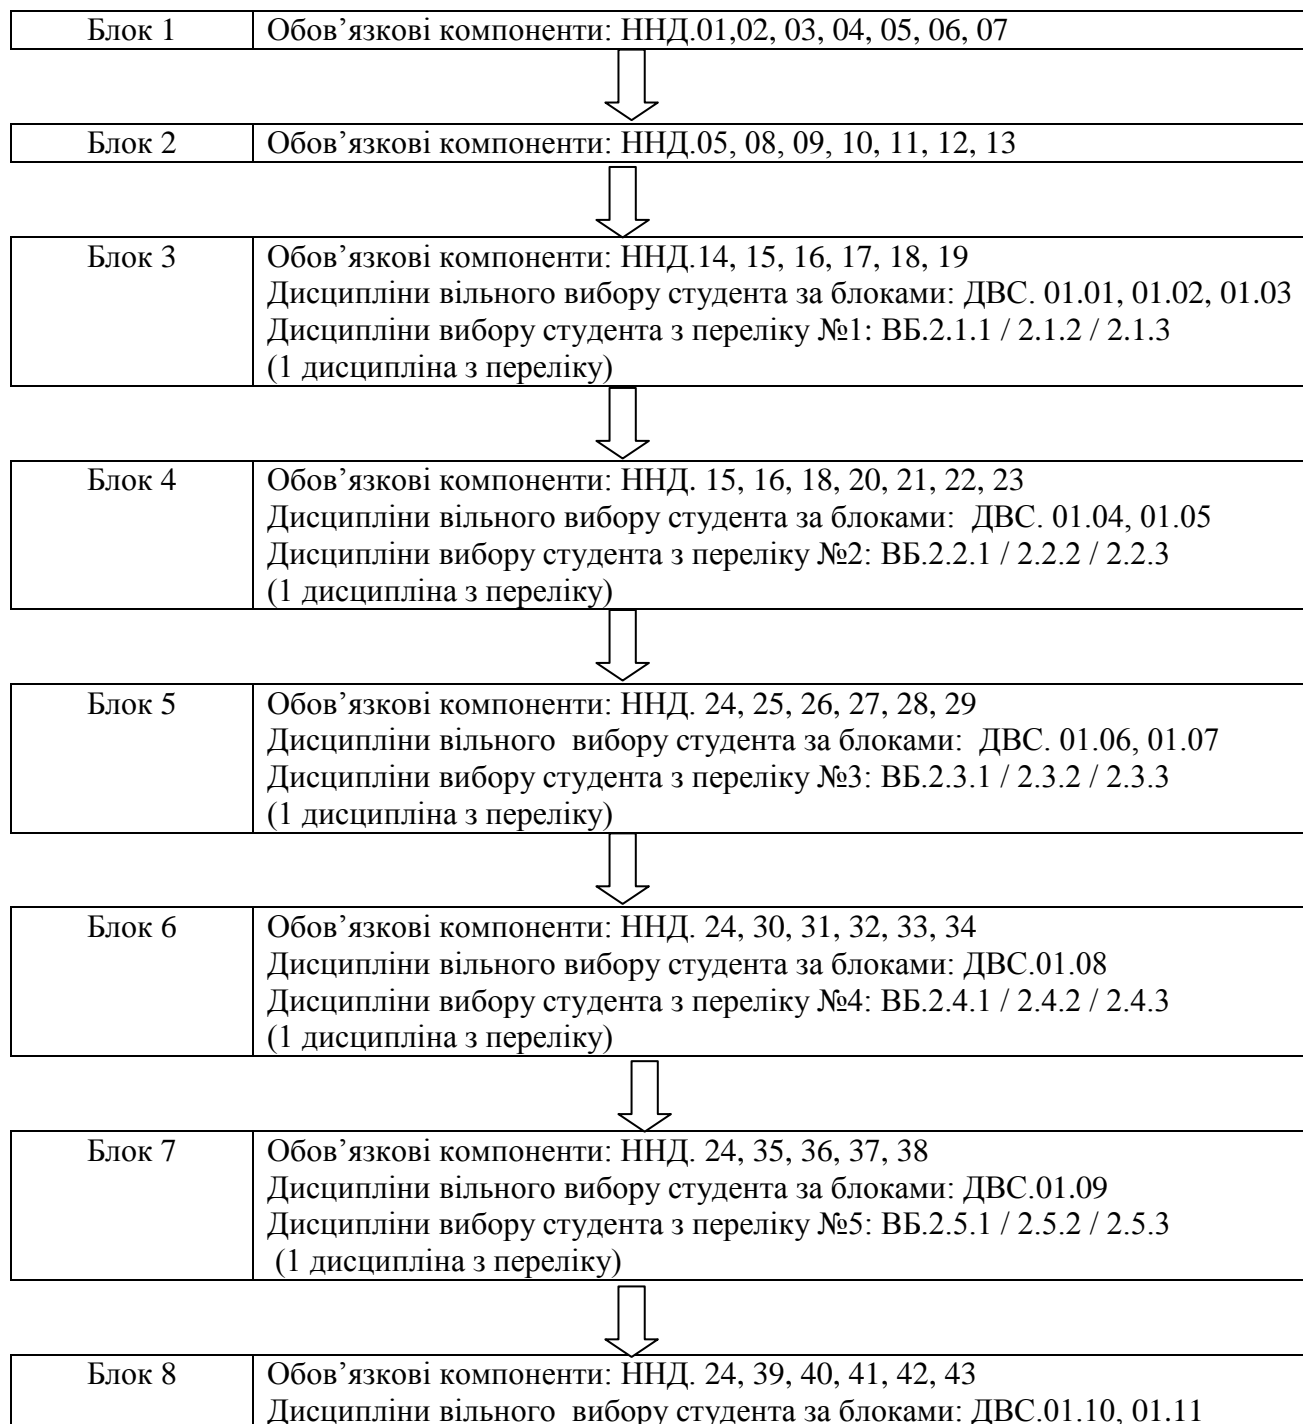 Блок 1 Обов’язкові компоненти: ННД.01,02, 03, 04, 05, 06, 07
Блок 2 Обов’язкові компоненти: ННД.05, 08, 09, 10, 11, 12, 13
Блок 3 Обов’язкові компоненти: ННД.14, 15, 16, 17, 18, 19
Дисципліни вільного вибору студента за блоками: ДВС. 01.01, 01.02, 01.03
Дисципліни вибору студента з переліку №1: ВБ.2.1.1 / 2.1.2 / 2.1.3
(1 дисципліна з переліку)
Блок 4 Обов’язкові компоненти: ННД. 15, 16, 18, 20, 21, 22, 23
Дисципліни вільного вибору студента за блоками: ДВС. 01.04, 01.05
Дисципліни вибору студента з переліку №2: ВБ.2.2.1 / 2.2.2 / 2.2.3
(1 дисципліна з переліку)
Блок 5 Обов’язкові компоненти: ННД. 24, 25, 26, 27, 28, 29
Дисципліни вільного вибору студента за блоками: ДВС. 01.06, 01.07
Дисципліни вибору студента з переліку №3: ВБ.2.3.1 / 2.3.2 / 2.3.3
(1 дисципліна з переліку)
Блок 6 Обов’язкові компоненти: ННД. 24, 30, 31, 32, 33, 34
Дисципліни вільного вибору студента за блоками: ДВС.01.08
Дисципліни вибору студента з переліку №4: ВБ.2.4.1 / 2.4.2 / 2.4.3
(1 дисципліна з переліку)
Блок 7 Обов’язкові компоненти: ННД. 24, 35, 36, 37, 38
Дисципліни вільного вибору студента за блоками: ДВС.01.09
Дисципліни вибору студента з переліку №5: ВБ.2.5.1 / 2.5.2 / 2.5.3
(1 дисципліна з переліку)
Блок 8 Обов’язкові компоненти: ННД. 24, 39, 40, 41, 42, 43
Дисципліни вільного вибору студента за блоками: ДВС.01.10, 01.11